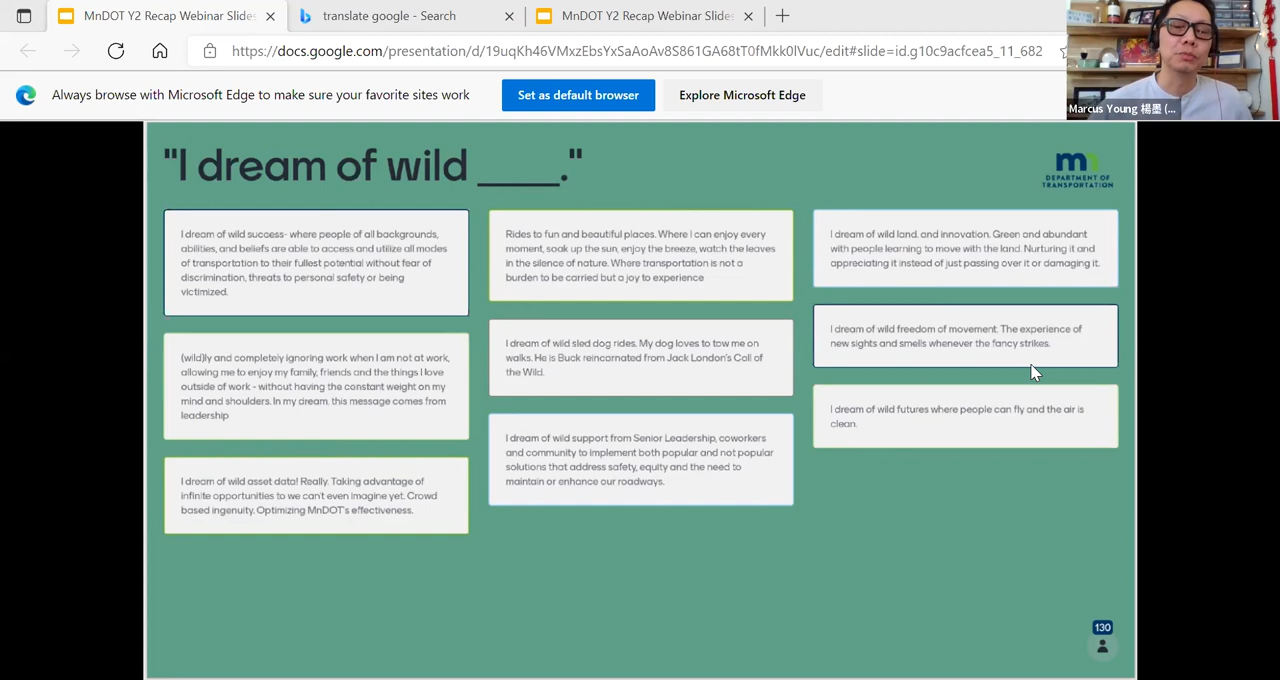 MnDOT Y2 Recap Webinar Slides
translate google - Search
MnDOT Y2 Recap Webinar Slides
https://docs.google.com/presentation/d/19uqKh46VMxzEbsYxSaAoAv8S861GA68tT0fMkk0lVuc/edit#slide=id.g10c9acfcea5_11_682
Always browse with Microsoft Edge to make sure your favorite sites work
Set as default browser
Explore Microsoft Edge
Marcus Young 楊墨 (...
"I dream of wild _____."
m
DEPARTMENT OF
TRANSPORTATION
I dream of wild success- where people of all backgrounds,
abilities, and beliefs are able to access and utilize all modes
of transportation to their fullest potential without fear of
discrimination, threats to personal safety or being
victimized.
(wild)ly and completely ignoring work when I am not at work,
allowing me to enjoy my family, friends and the things I love
outside of work - without having the constant weight on my
mind and shoulders. In my dream, this message comes from
leadership
I dream of wild asset data! Really. Taking advantage of
infinite opportunities to we can't even imagine yet. Crowd
based ingenuity. Optimizing MnDOT's effectiveness.
Rides to fun and beautiful places. Where I can enjoy every
moment, soak up the sun, enjoy the breeze, watch the leaves
in the silence of nature. Where transportation is not a
burden to be carried but a joy to experience
I dream of wild sled dog rides. My dog loves to tow me on
walks. He is Buck reincarnated from Jack London's Coll of
the Wild.
I dream of wild support from Senior Leadership, coworkers
and community to implement both popular and not popular
solutions that address safety, equity and the need to
maintain or enhance our roadways.
I dream of wild land. and innovation. Green and abundant
with people learning to move with the land. Nurturing it and
appreciating it instead of just passing over it or damaging it.
I dream of wild freedom of movement. The experience of
new sights and smells whenever the fancy strikes.
I dream of wild futures where people can fly and the air is
clean.
130